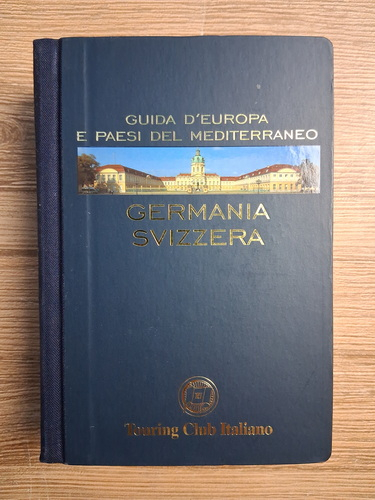 GUIDA D'EUROPA
E PAESI DEL MEDITERRANEO
GERMANIA
SVIZZERA
Touring Club Italiano